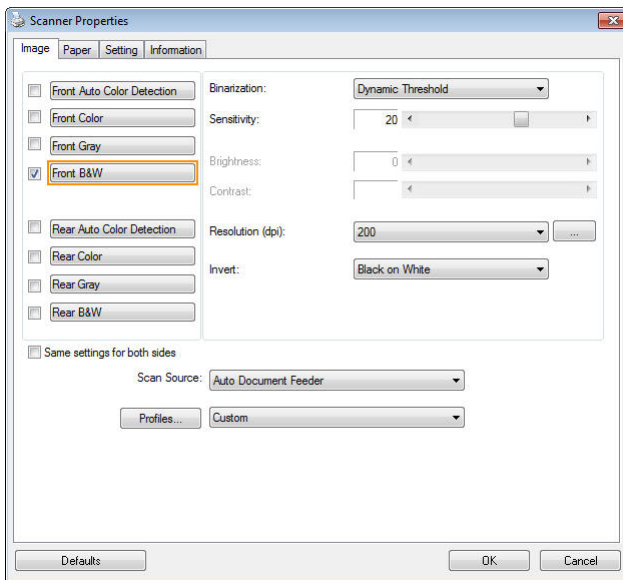 Scanner Properties
Image Paper Setting Information
Front Auto Color Detection
Front Color
Front Gray
Front B&W
Rear Auto Color Detection
Rear Color
Rear Gray
Rear B&W
Binarization: Dynamic Threshold
Sensitivity: 20
Brightness: 0
Contrast:
Resolution (dpi): 200 ...
Invert: Black on White
Same settings for both sides
Scan Source: Auto Document Feeder
Profiles... Custom
Defaults OK Cancel